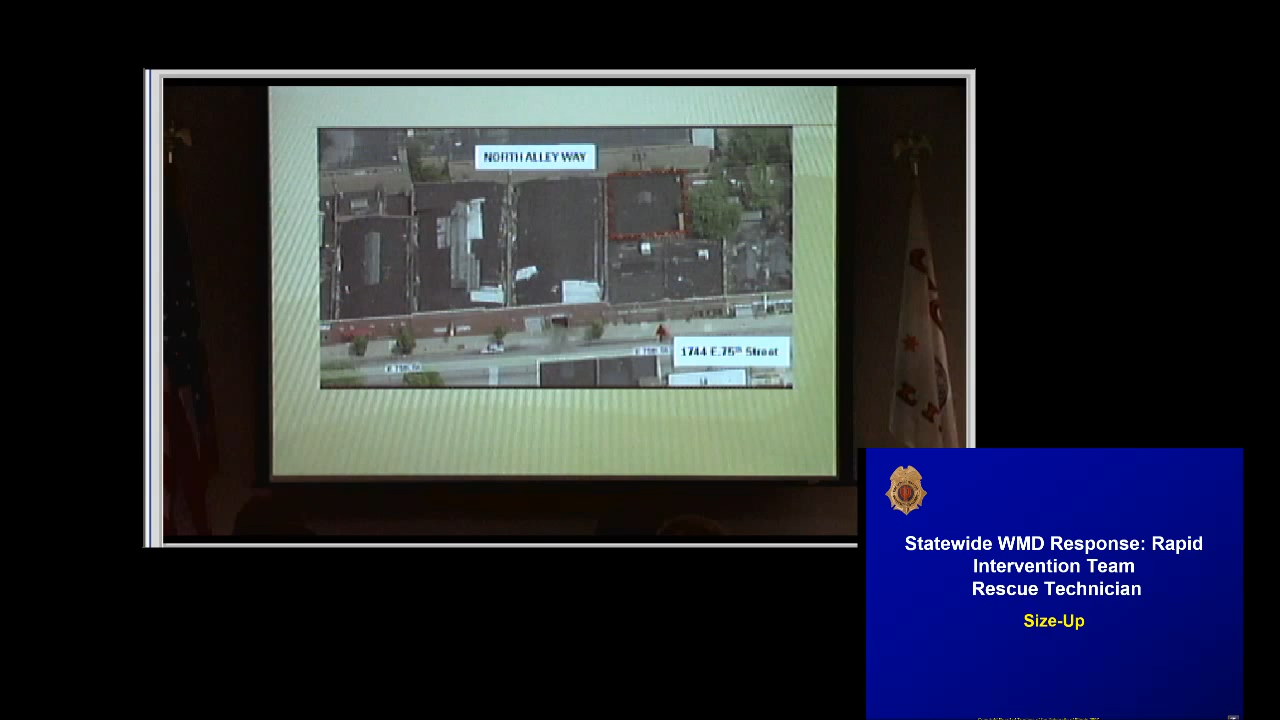 NORTH ALLEY WAY
1744 E.75th Street
Statewide WMD Response: Rapid
Intervention Team
Rescue Technician
Size-Up